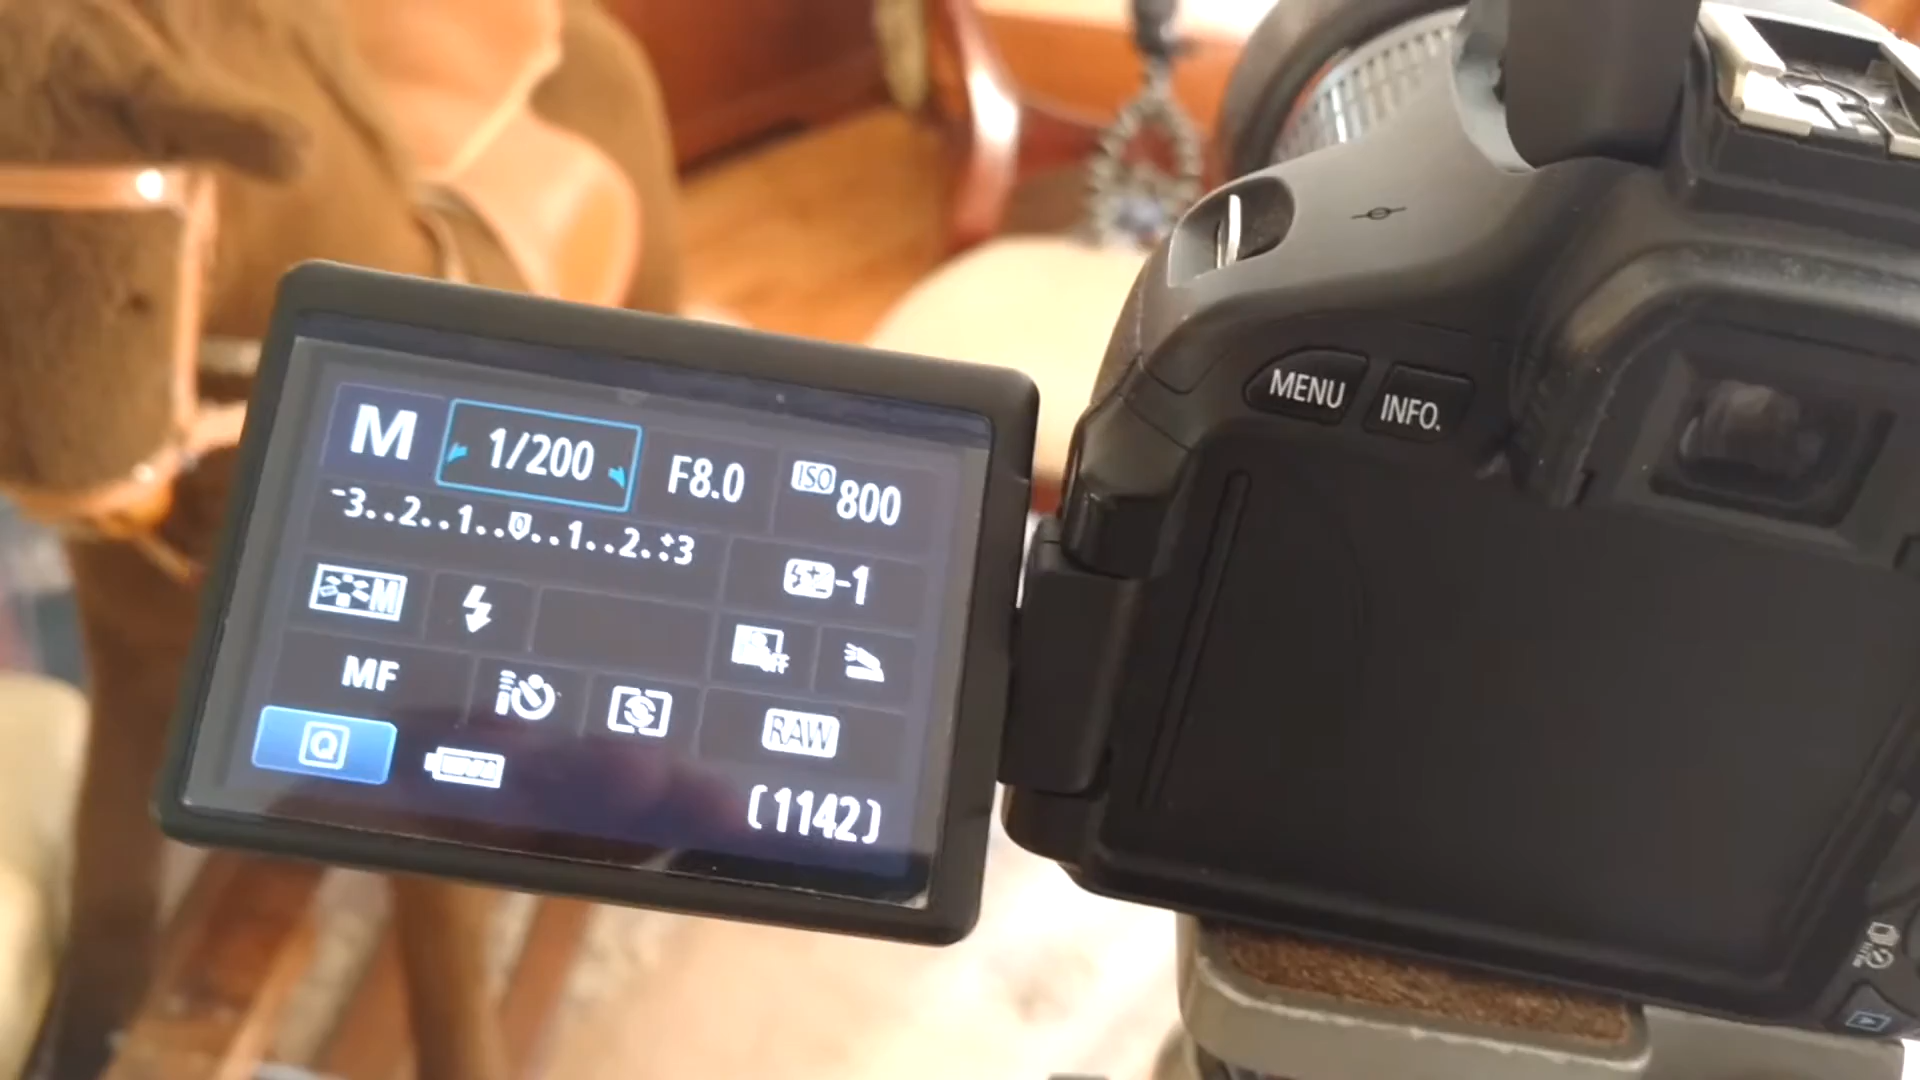 M 1/200 F8.0 ISO 800
-3..2..1..0..1..2..+3
-1
M
OFF
MF
RAW
Q
[1142]
MENU INFO.